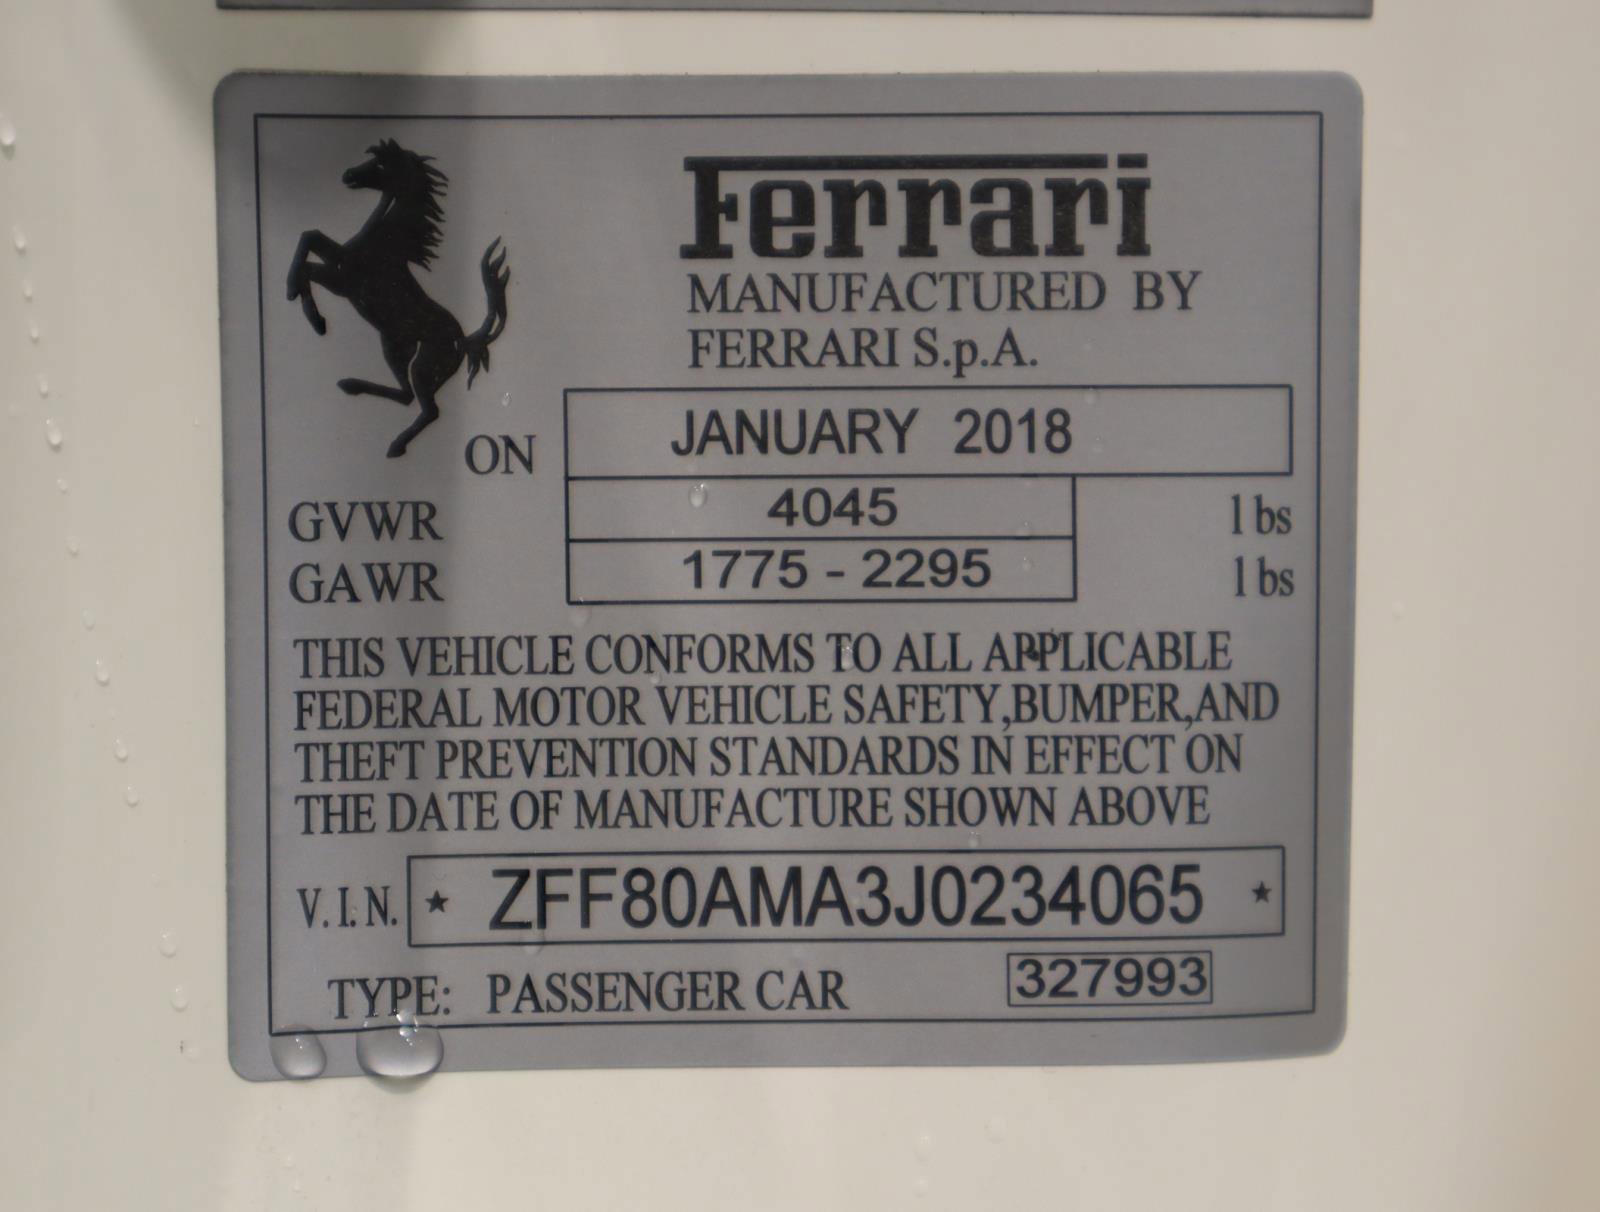 Ferrari
MANUFACTURED BY
FERRARI S.p.A.
ON JANUARY 2018
GVWR 4045 lbs
GAWR 1775 - 2295 lbs
THIS VEHICLE CONFORMS TO ALL APPLICABLE
FEDERAL MOTOR VEHICLE SAFETY,BUMPER,AND
THEFT PREVENTION STANDARDS IN EFFECT ON
THE DATE OF MANUFACTURE SHOWN ABOVE
V.I.N. ★ ZFF80AMA3J0234065 ★
TYPE: PASSENGER CAR 327993